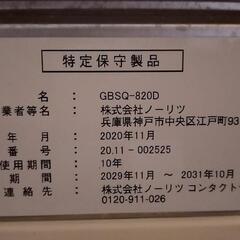 特定保守製品
名 : GBSQ-820D
業者等名 : 株式会社ノーリツ
兵庫県神戸市中央区江戸町93
年月 : 2020年11月
号 : 20.11-002525
使用期間 : 10年
期間 : 2029年11月 ～ 2031年10月
連絡先 : 株式会社ノーリツ コンタクト
0120-911-026